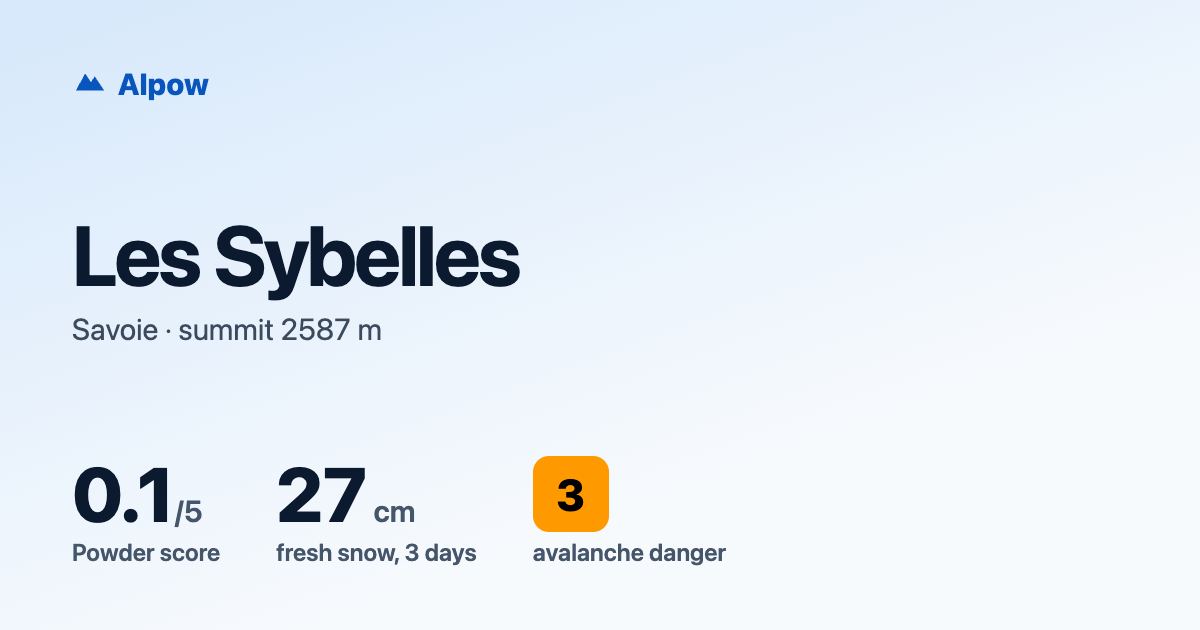 Alpow
Les Sybelles
Savoie · summit 2587 m
0.1/5
Powder score
27 cm
fresh snow, 3 days
3
avalanche danger